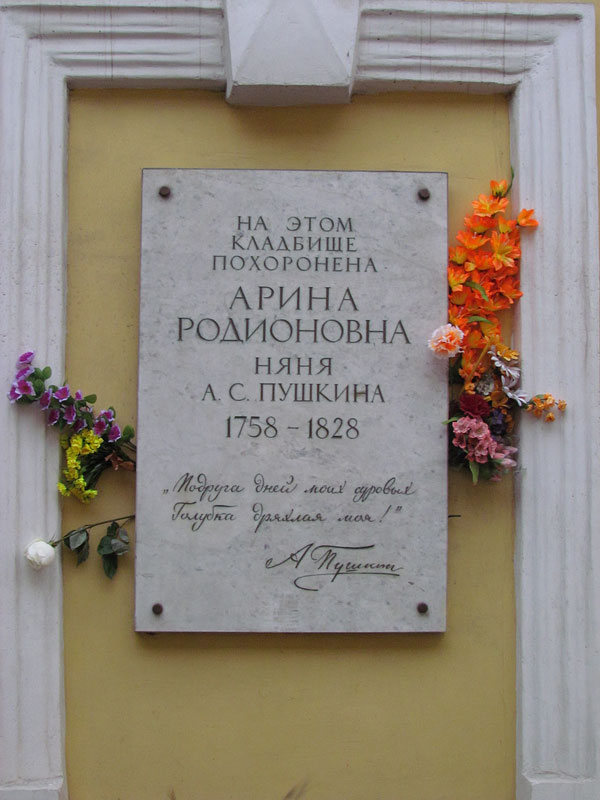 НА ЭТОМ
КЛАДБИЩЕ
ПОХОРОНЕНА
АРИНА
РОДИОНОВНА
НЯНЯ
А. С. ПУШКИНА
1758 – 1828
„Подруга дней моих суровых
Голубка дряхлая моя!"
А Пушкин